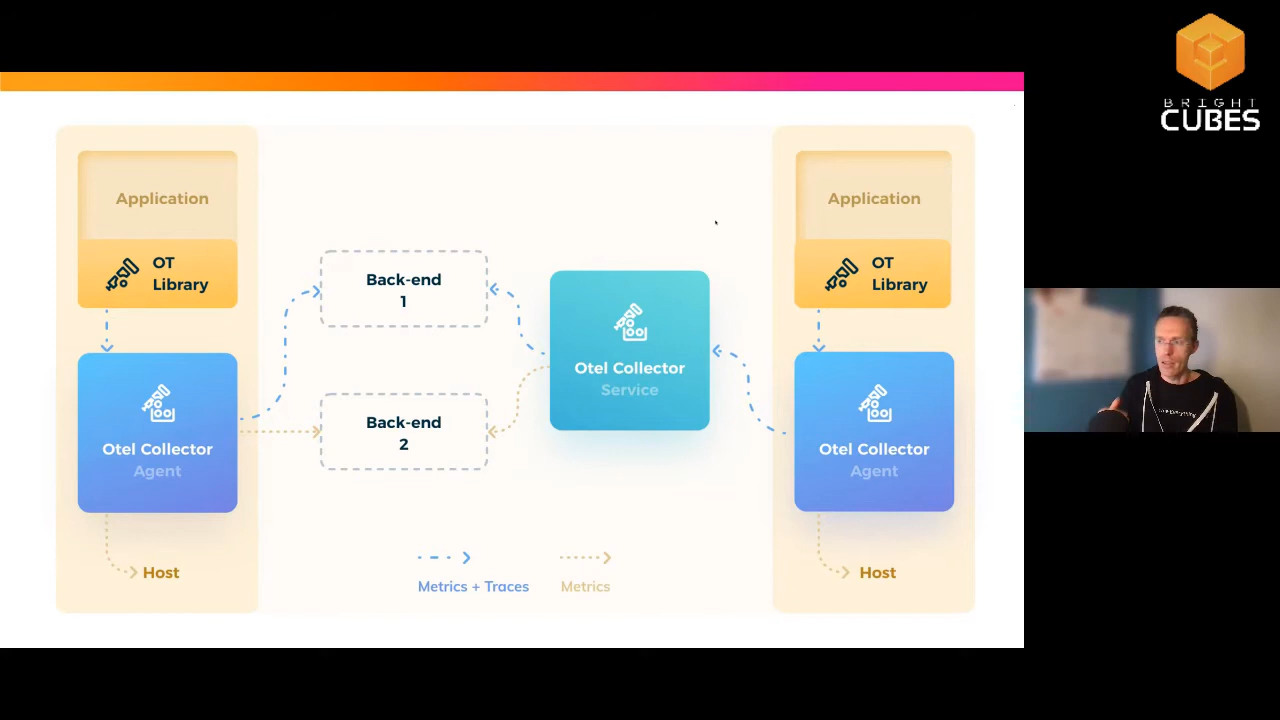 BRIGHT
CUBES
Application
OT
Library
Otel Collector
Agent
Host
Back-end
1
Back-end
2
Otel Collector
Service
Application
OT
Library
Otel Collector
Agent
Host
Metrics + Traces
Metrics